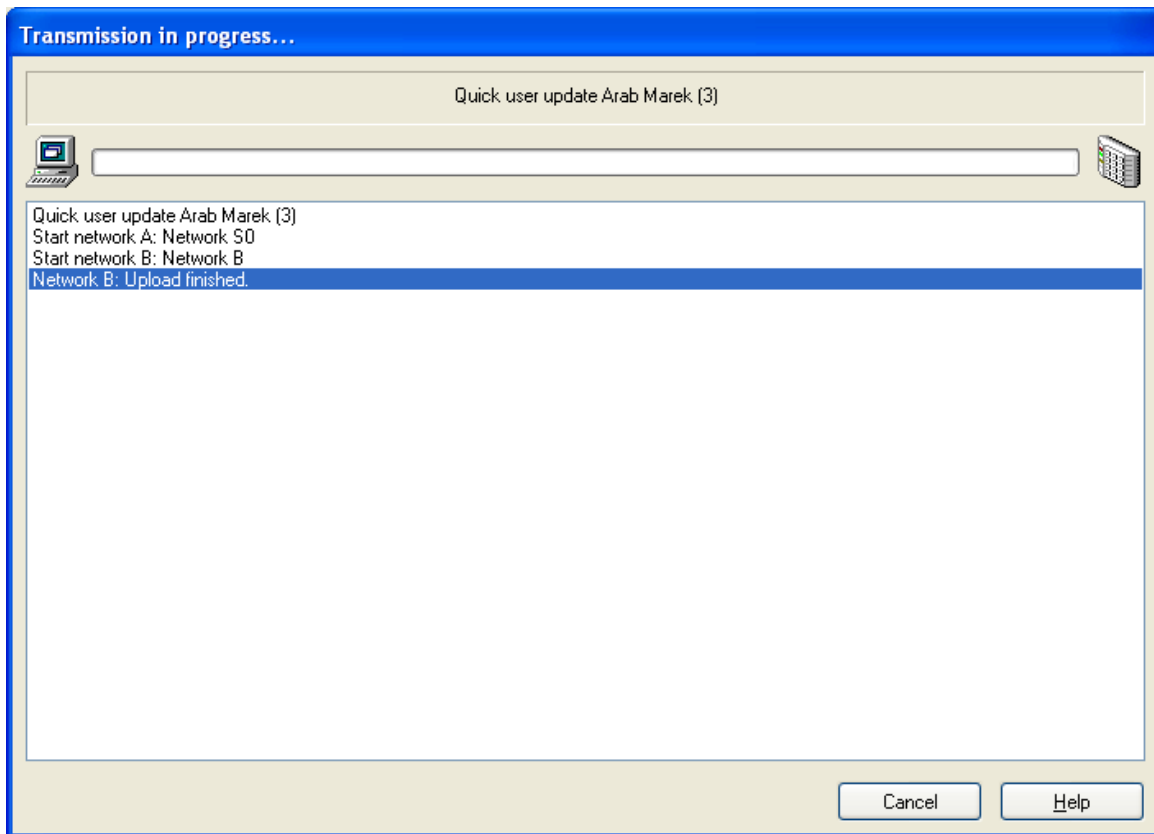 Transmission in progress...
Quick user update Arab Marek (3)
Quick user update Arab Marek (3)
Start network A: Network S0
Start network B: Network B
Network B: Upload finished.
Cancel
Help